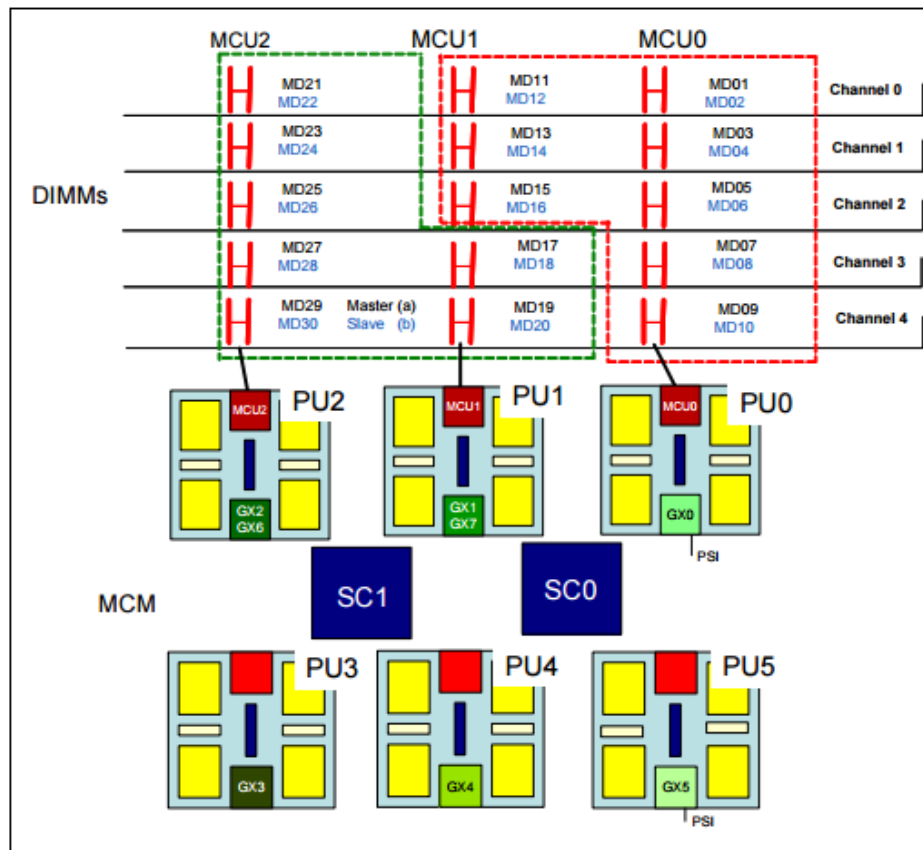 MCU2 MCU1 MCU0
MD21 MD11 MD01 Channel 0
MD22 MD12 MD02
MD23 MD13 MD03 Channel 1
MD24 MD14 MD04
DIMMs
MD25 MD15 MD05 Channel 2
MD26 MD16 MD06
MD27 MD17 MD07 Channel 3
MD28 MD18 MD08
MD29 Master (a) MD19 MD09 Channel 4
MD30 Slave (b) MD20 MD10
MCU2 PU2 MCU1 PU1 MCU0 PU0
GX2 GX1 GX0
GX6 GX7
PSI
SC1 SC0
MCM
PU3 PU4 PU5
GX3 GX4 GX5
PSI